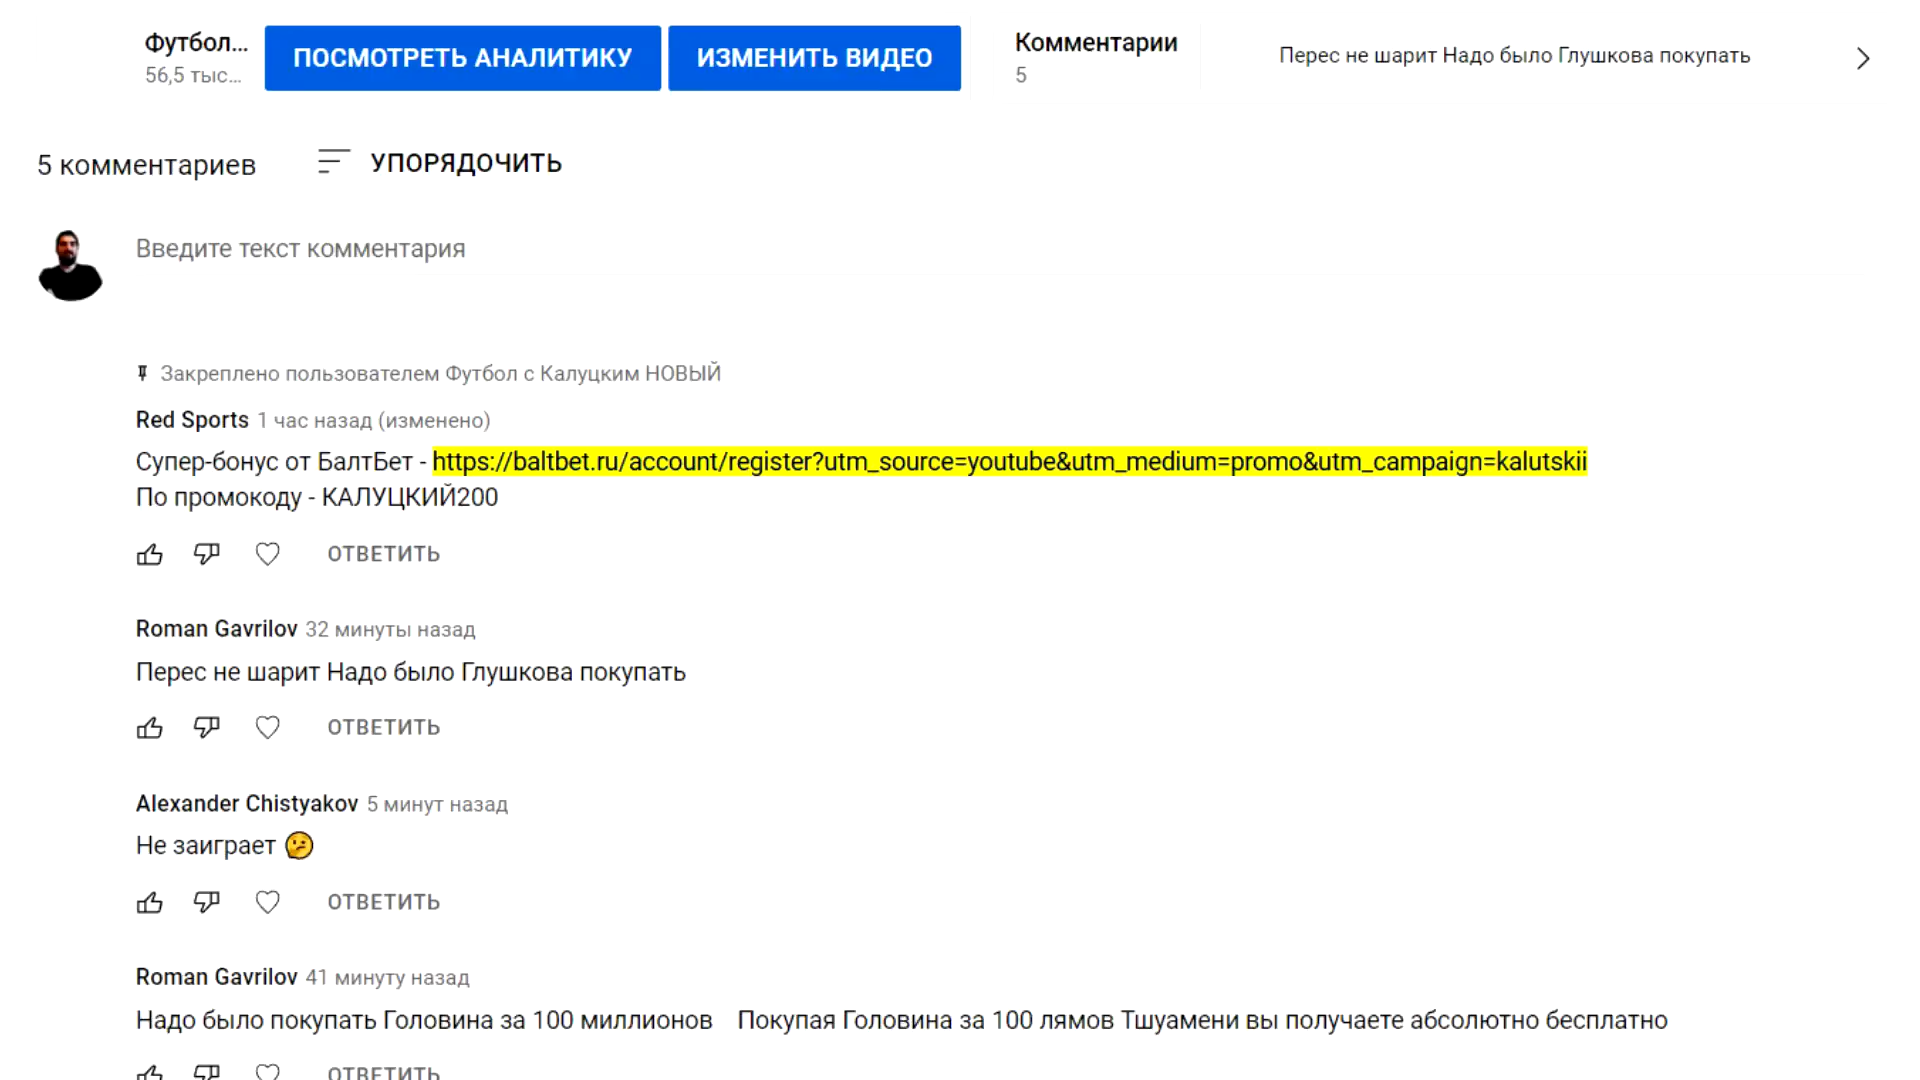 Футбол...
56,5 тыс...
ПОСМОТРЕТЬ АНАЛИТИКУ
ИЗМЕНИТЬ ВИДЕО
Комментарии
5
Перес не шарит Надо было Глушкова покупать
5 комментариев
УПОРЯДОЧИТЬ
Введите текст комментария
Закреплено пользователем Футбол с Калуцким НОВЫЙ
Red Sports 1 час назад (изменено)
Супер-бонус от БалтБет - https://baltbet.ru/account/register?utm_source=youtube&utm_medium=promo&utm_campaign=kalutskii
По промокоду - КАЛУЦКИЙ200
ОТВЕТИТЬ
Roman Gavrilov 32 минуты назад
Перес не шарит Надо было Глушкова покупать
ОТВЕТИТЬ
Alexander Chistyakov 5 минут назад
Не заиграет 🤔
ОТВЕТИТЬ
Roman Gavrilov 41 минуту назад
Надо было покупать Головина за 100 миллионов Покупая Головина за 100 лямов Тшуамени вы получаете абсолютно бесплатно
ОТВЕТИТЬ